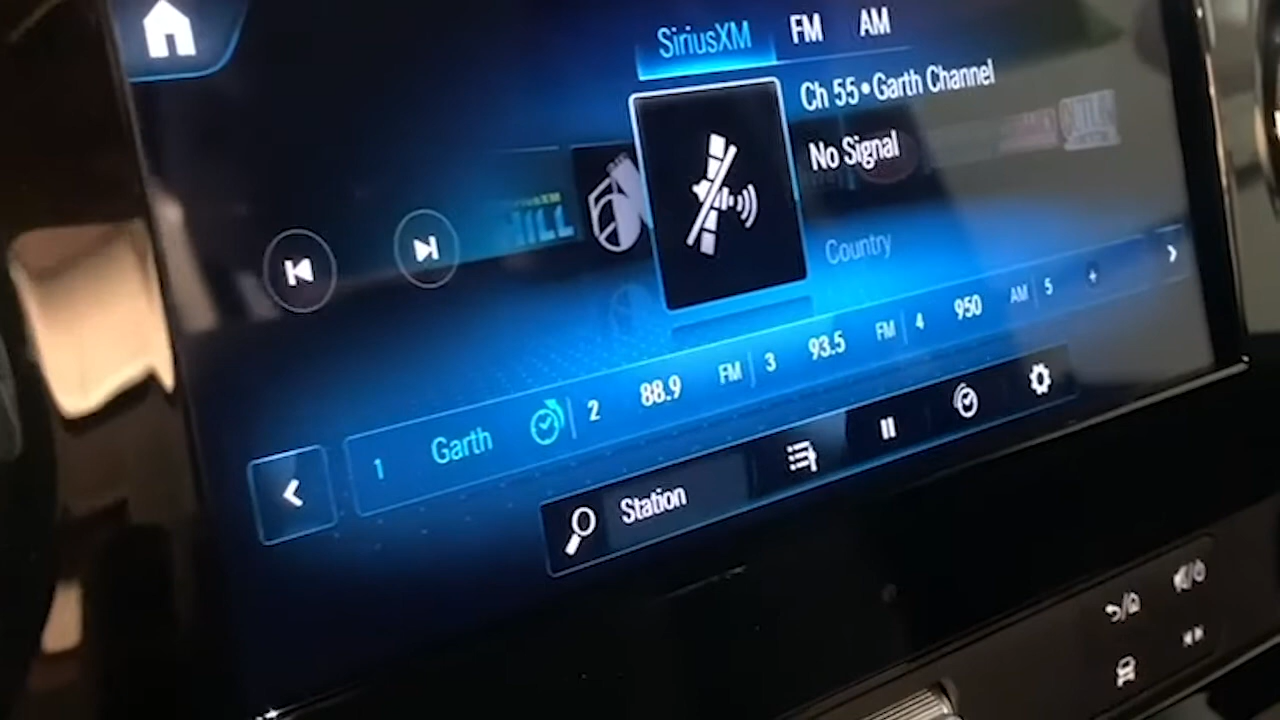 SiriusXM FM AM
Ch 55•Garth Channel
No Signal
Country
1 Garth 2 88.9 FM 3 93.5 FM 4 950 AM 5 +
Station